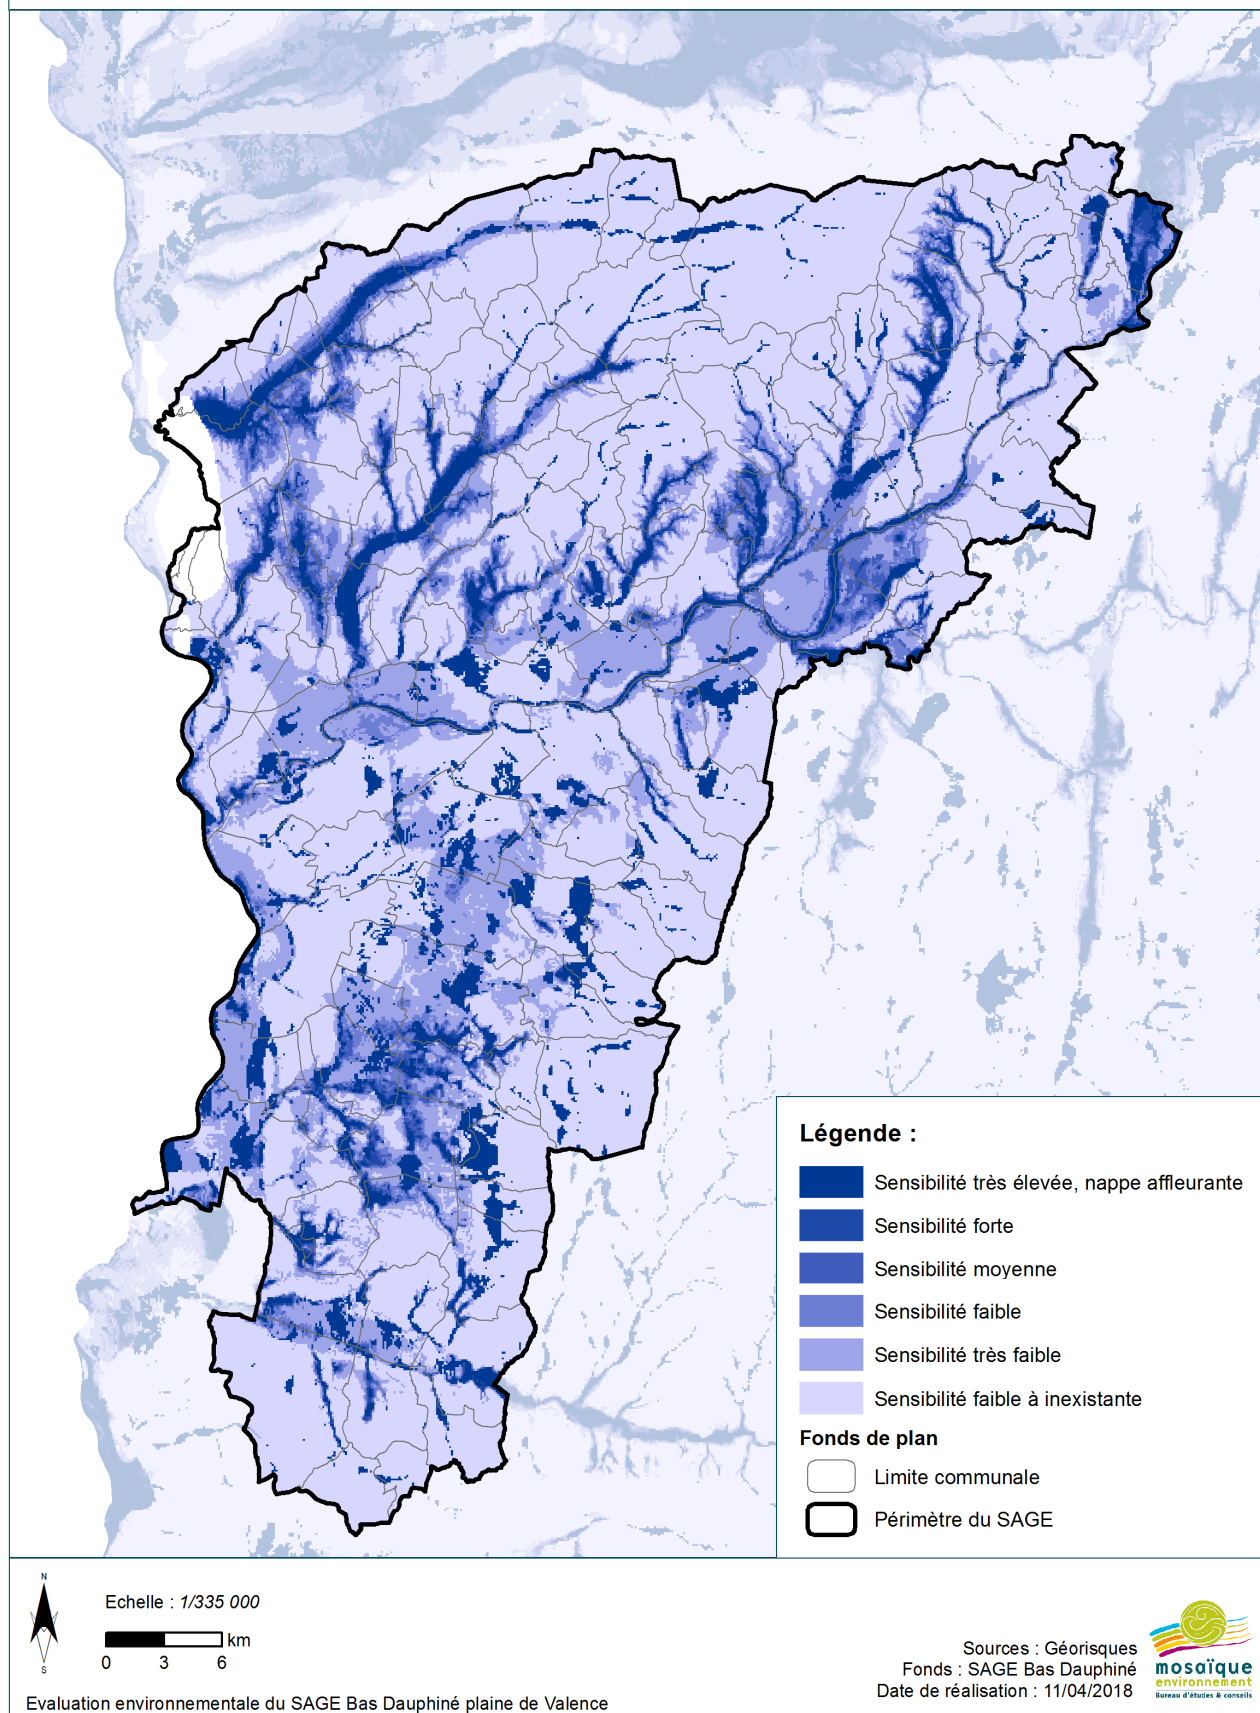 Légende :
Sensibilité très élevée, nappe affleurante
Sensibilité forte
Sensibilité moyenne
Sensibilité faible
Sensibilité très faible
Sensibilité faible à inexistante
Fonds de plan
Limite communale
Périmètre du SAGE
N
S
Echelle : 1/335 000
km
0 3 6
Evaluation environnementale du SAGE Bas Dauphiné plaine de Valence
Sources : Géorisques
Fonds : SAGE Bas Dauphiné
Date de réalisation : 11/04/2018
mosaïque
environnement
Bureau d'études & conseils